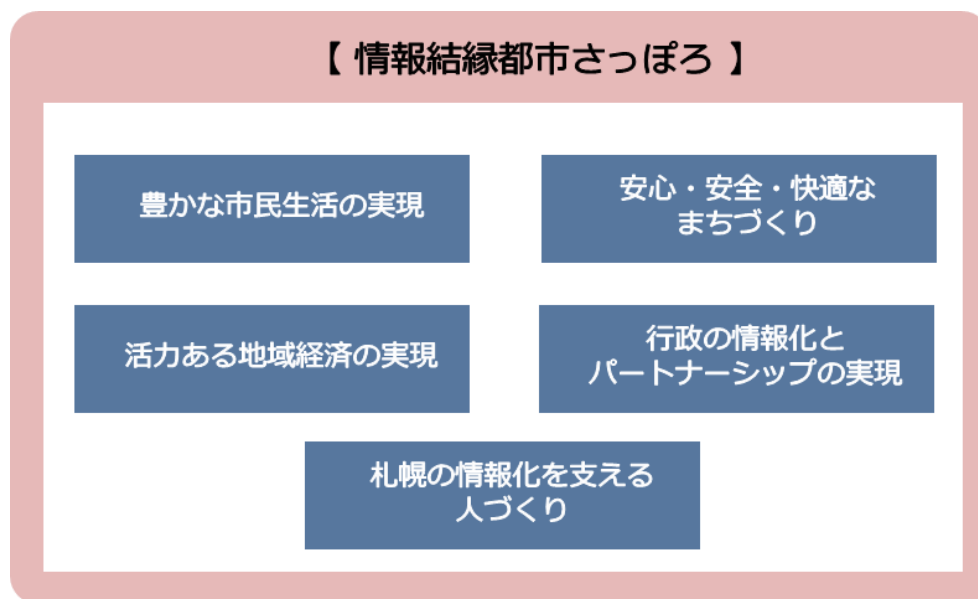 【 情報結縁都市さっぽろ 】
豊かな市民生活の実現
安心・安全・快適な
まちづくり
活力ある地域経済の実現
行政の情報化と
パートナーシップの実現
札幌の情報化を支える
人づくり